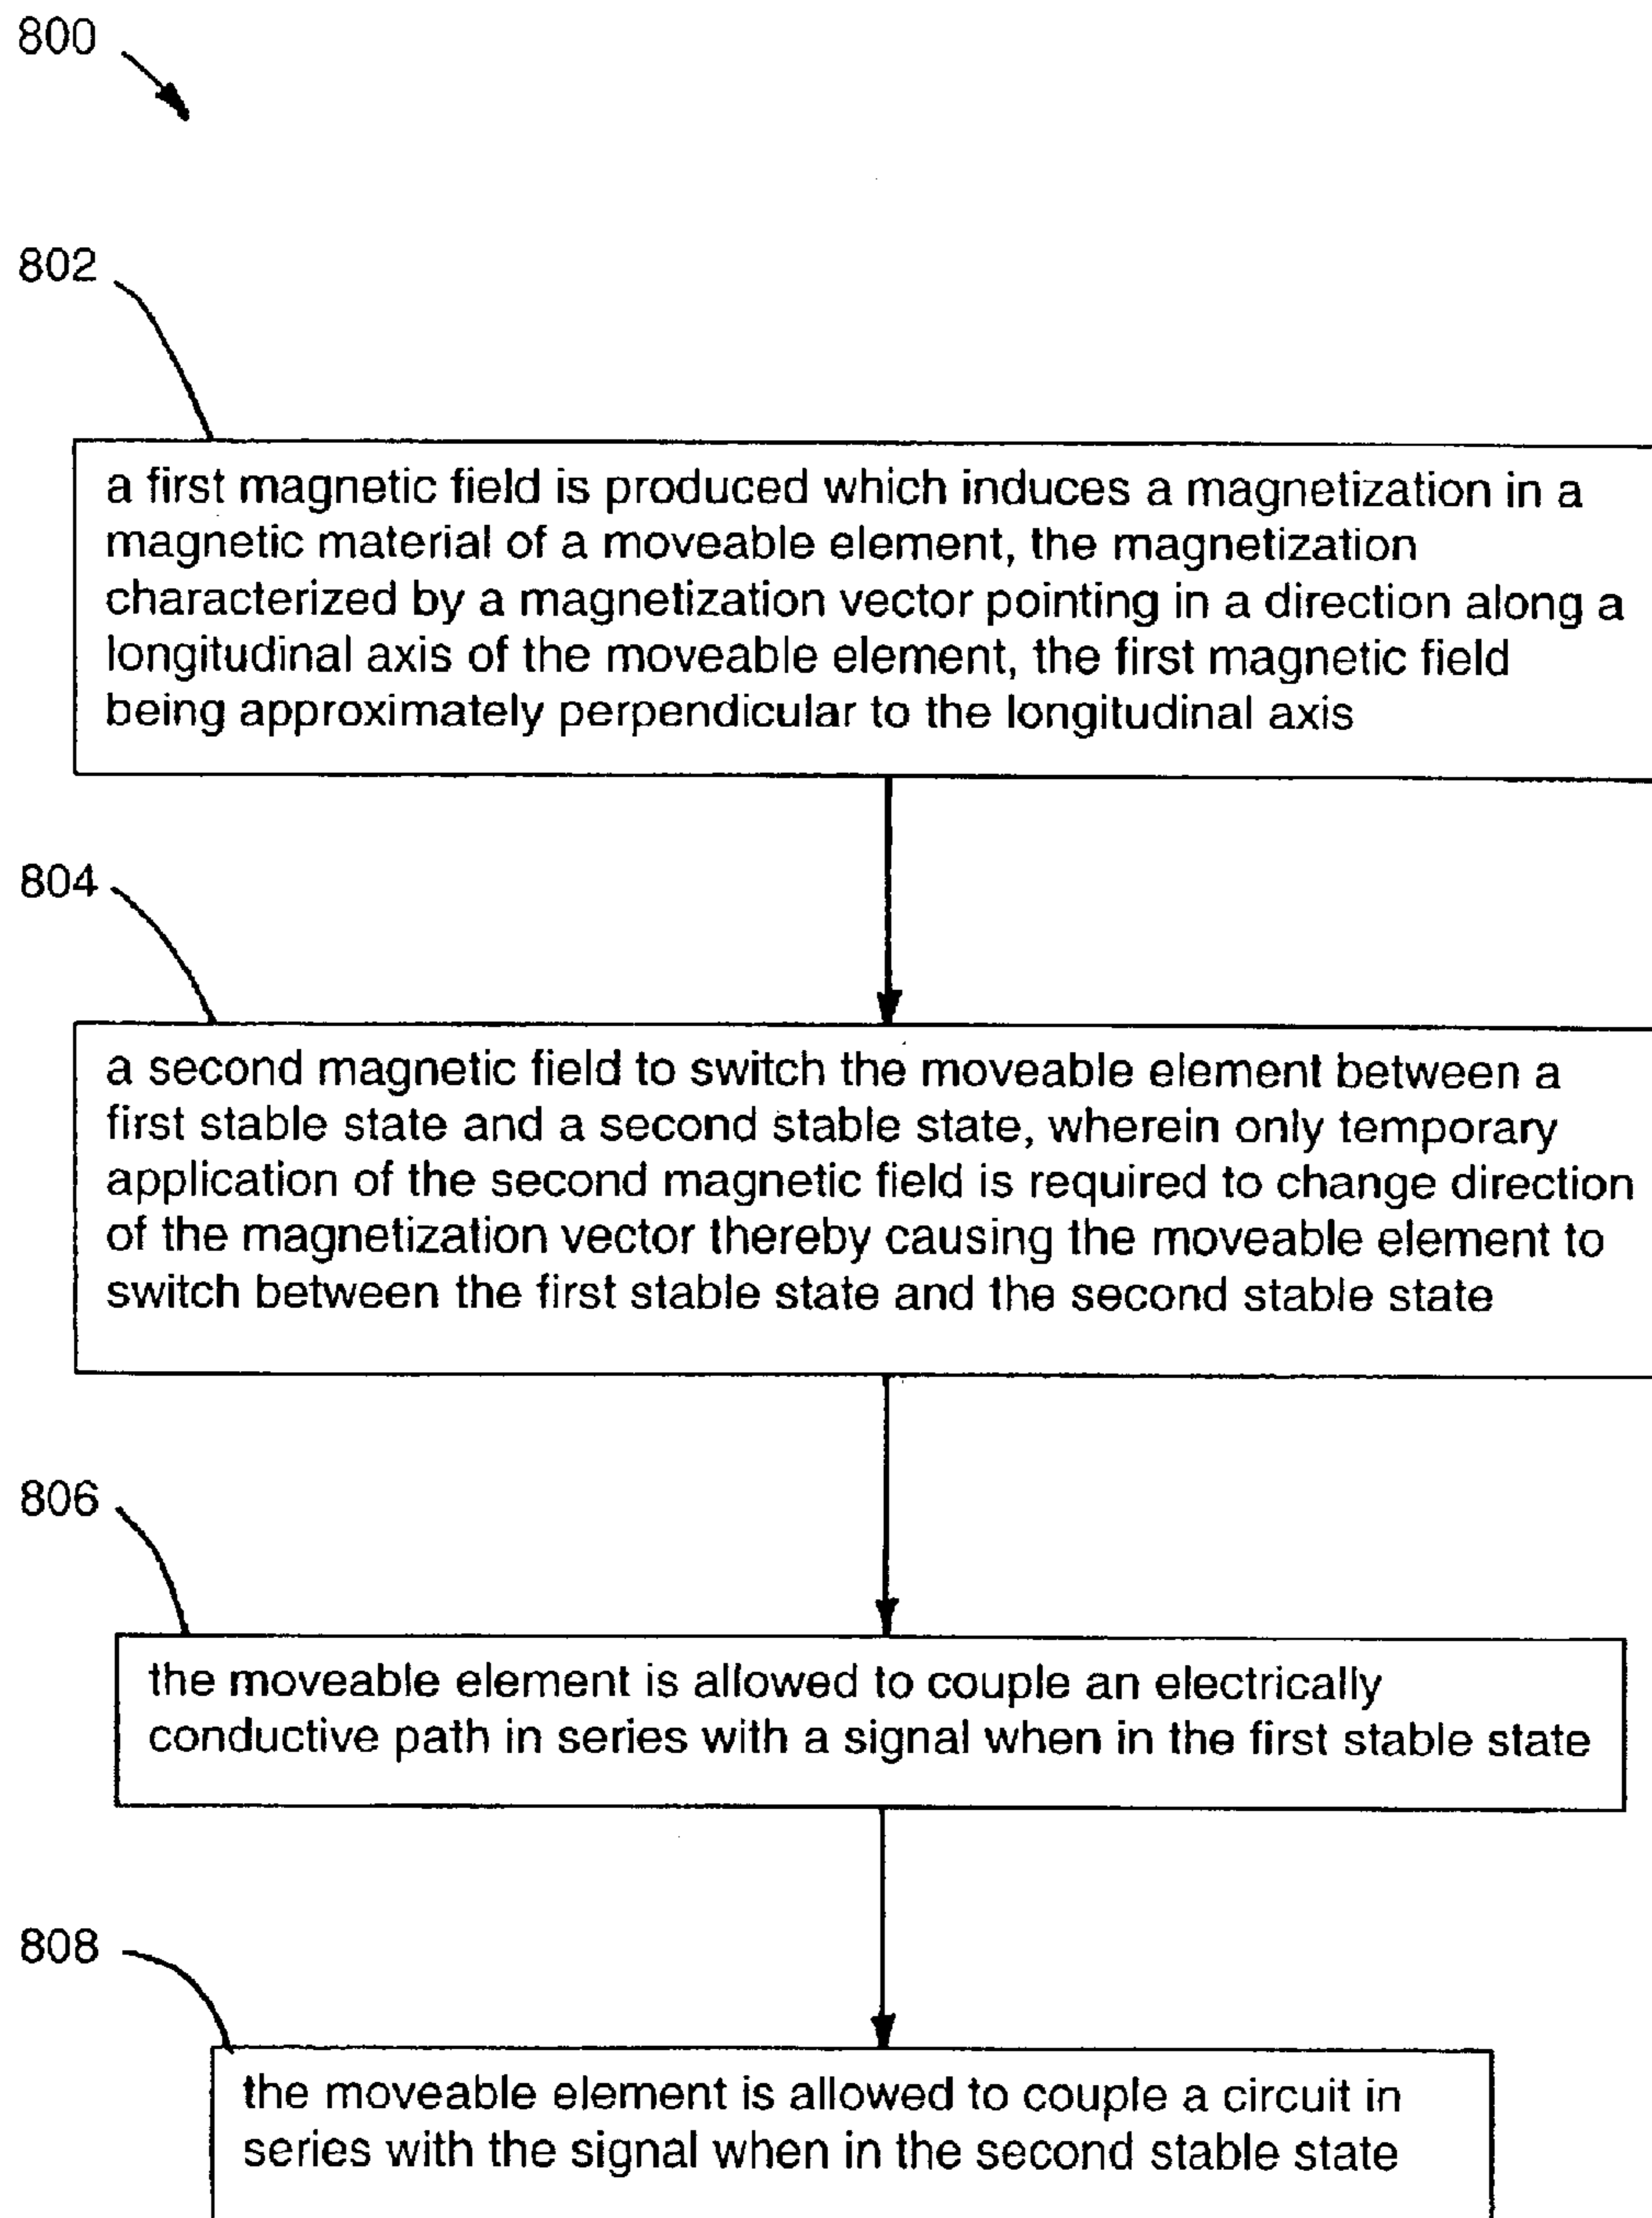 800
802
a first magnetic field is produced which induces a magnetization in a
magnetic material of a moveable element, the magnetization
characterized by a magnetization vector pointing in a direction along a
longitudinal axis of the moveable element, the first magnetic field
being approximately perpendicular to the longitudinal axis
804
a second magnetic field to switch the moveable element between a
first stable state and a second stable state, wherein only temporary
application of the second magnetic field is required to change direction
of the magnetization vector thereby causing the moveable element to
switch between the first stable state and the second stable state
806
the moveable element is allowed to couple an electrically
conductive path in series with a signal when in the first stable state
808
the moveable element is allowed to couple a circuit in
series with the signal when in the second stable state